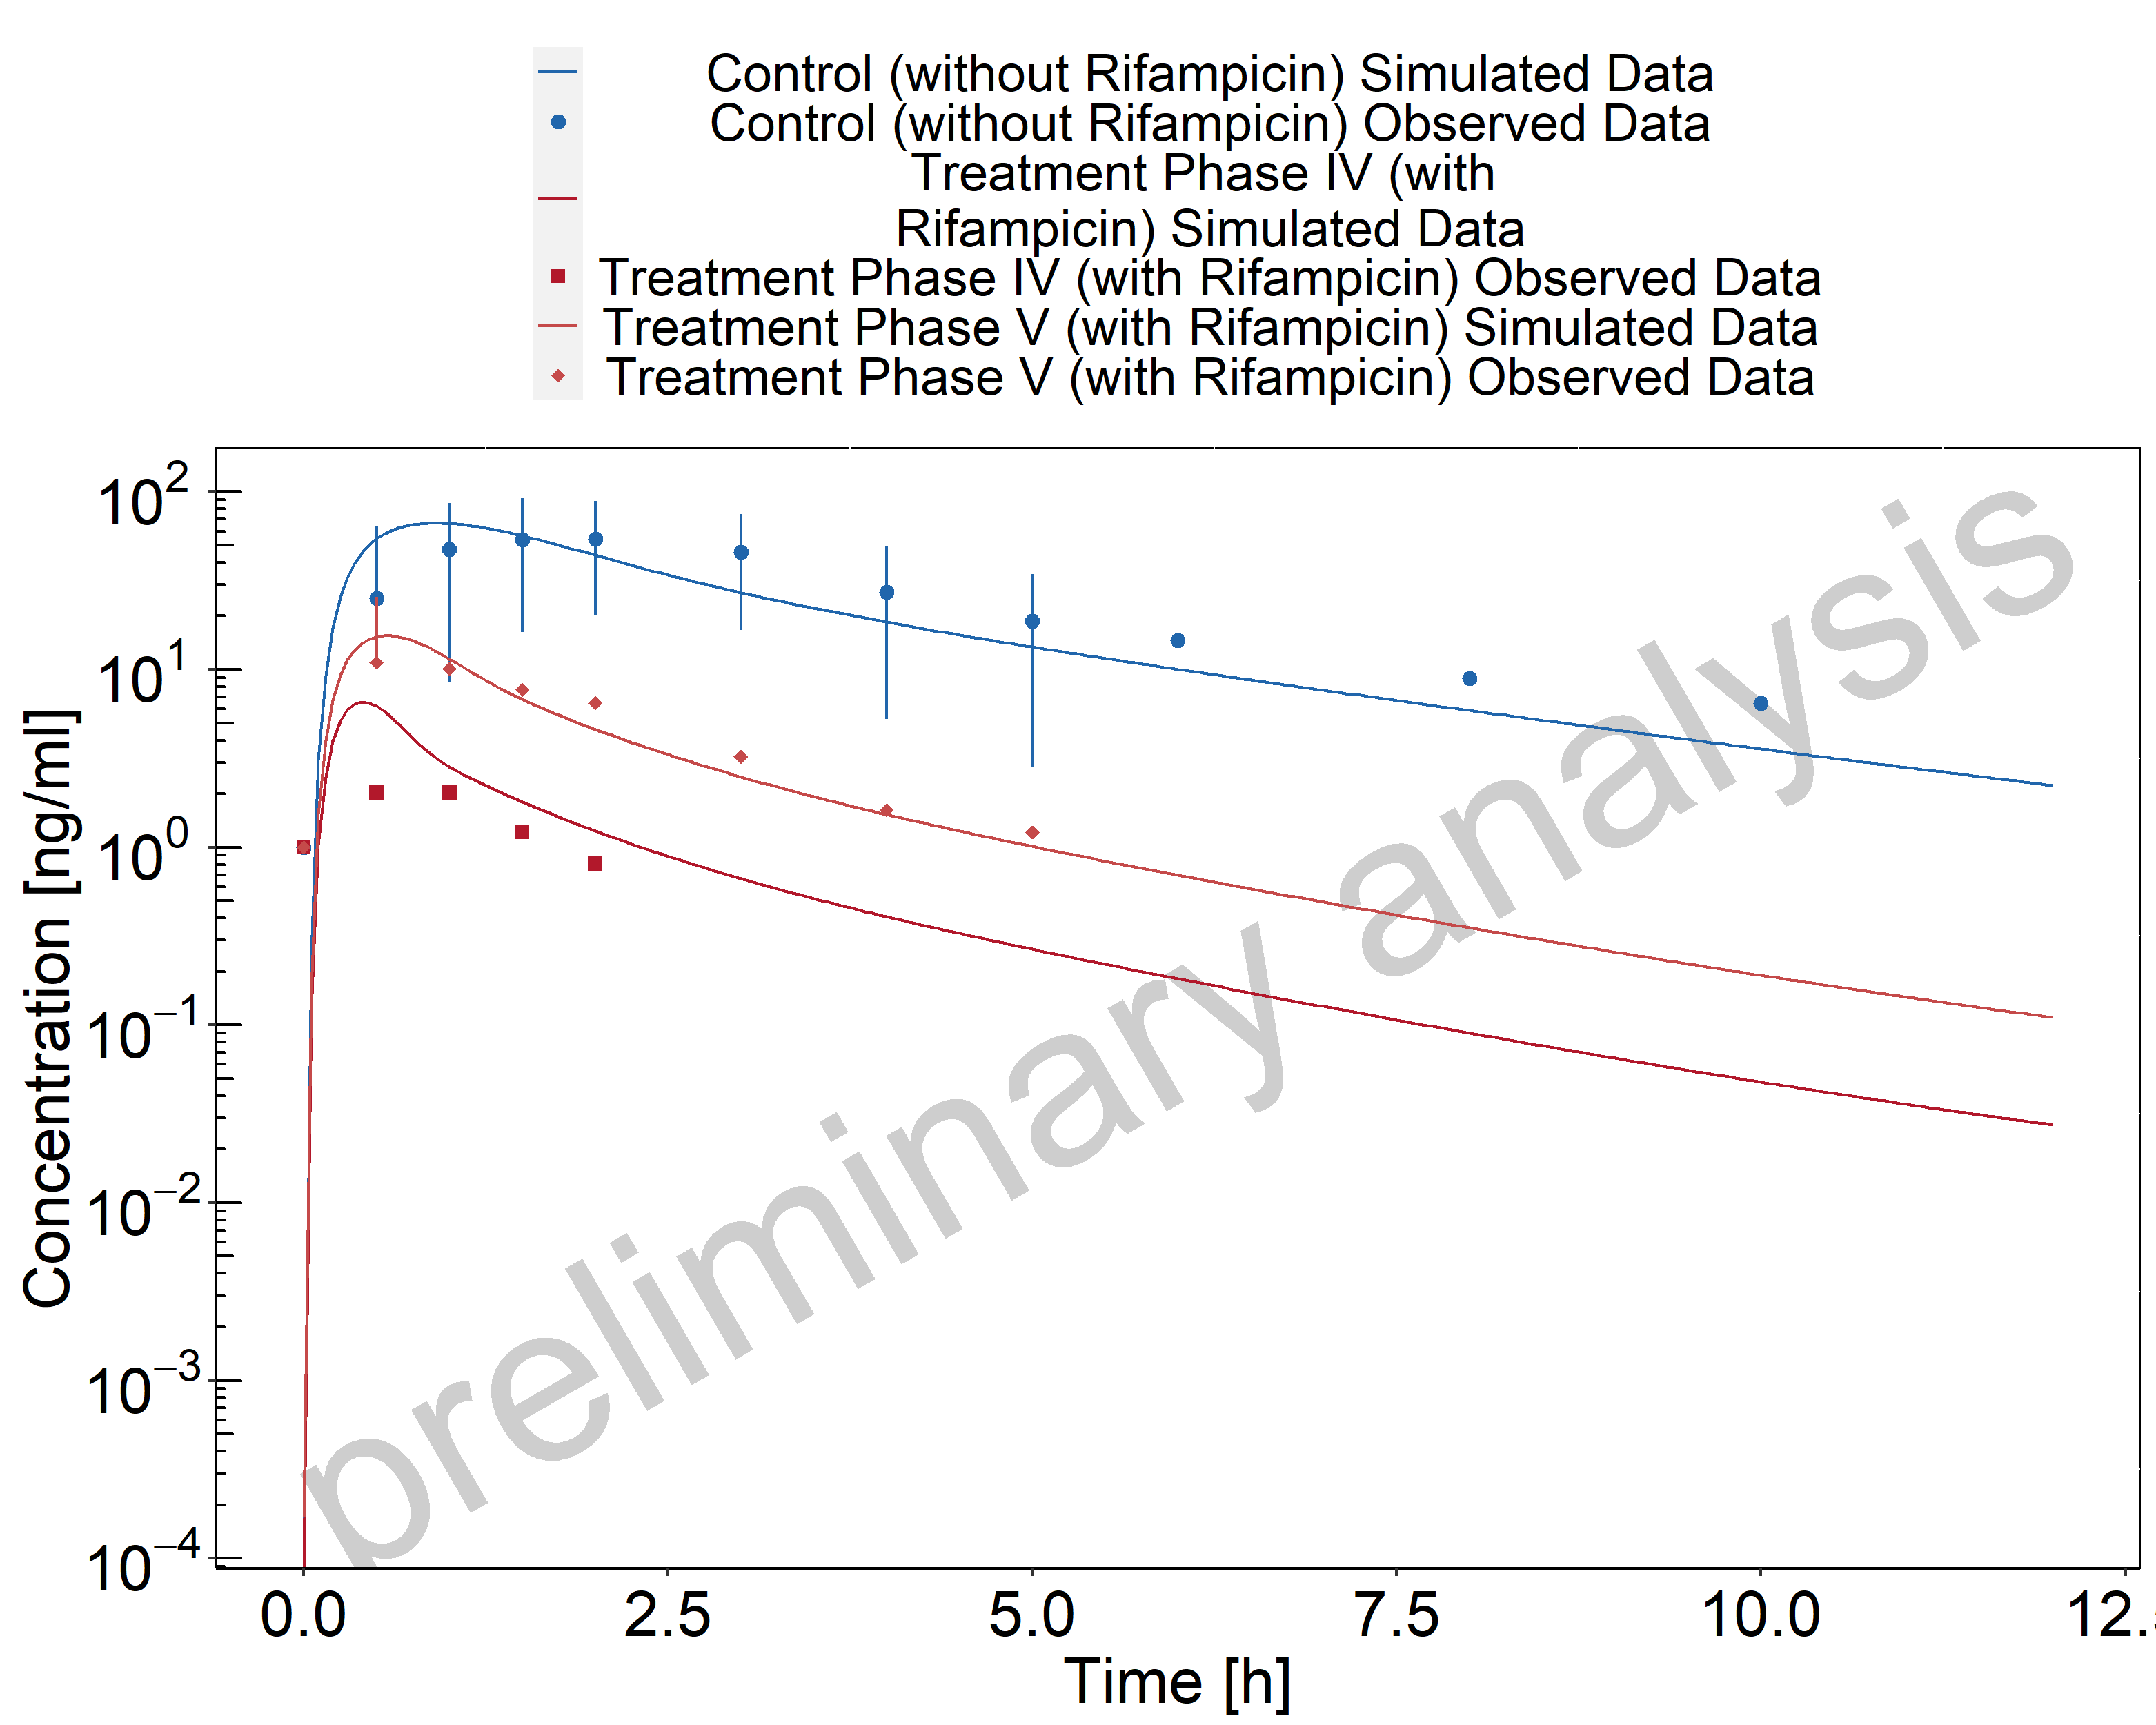 Control (without Rifampicin) Simulated Data
Control (without Rifampicin) Observed Data
Treatment Phase IV (with
Rifampicin) Simulated Data
Treatment Phase IV (with Rifampicin) Observed Data
Treatment Phase V (with Rifampicin) Simulated Data
Treatment Phase V (with Rifampicin) Observed Data
10²
10¹
10⁰
10⁻¹
10⁻²
10⁻³
10⁻⁴
Concentration [ng/ml]
preliminary analysis
0.0 2.5 5.0 7.5 10.0
Time [h]